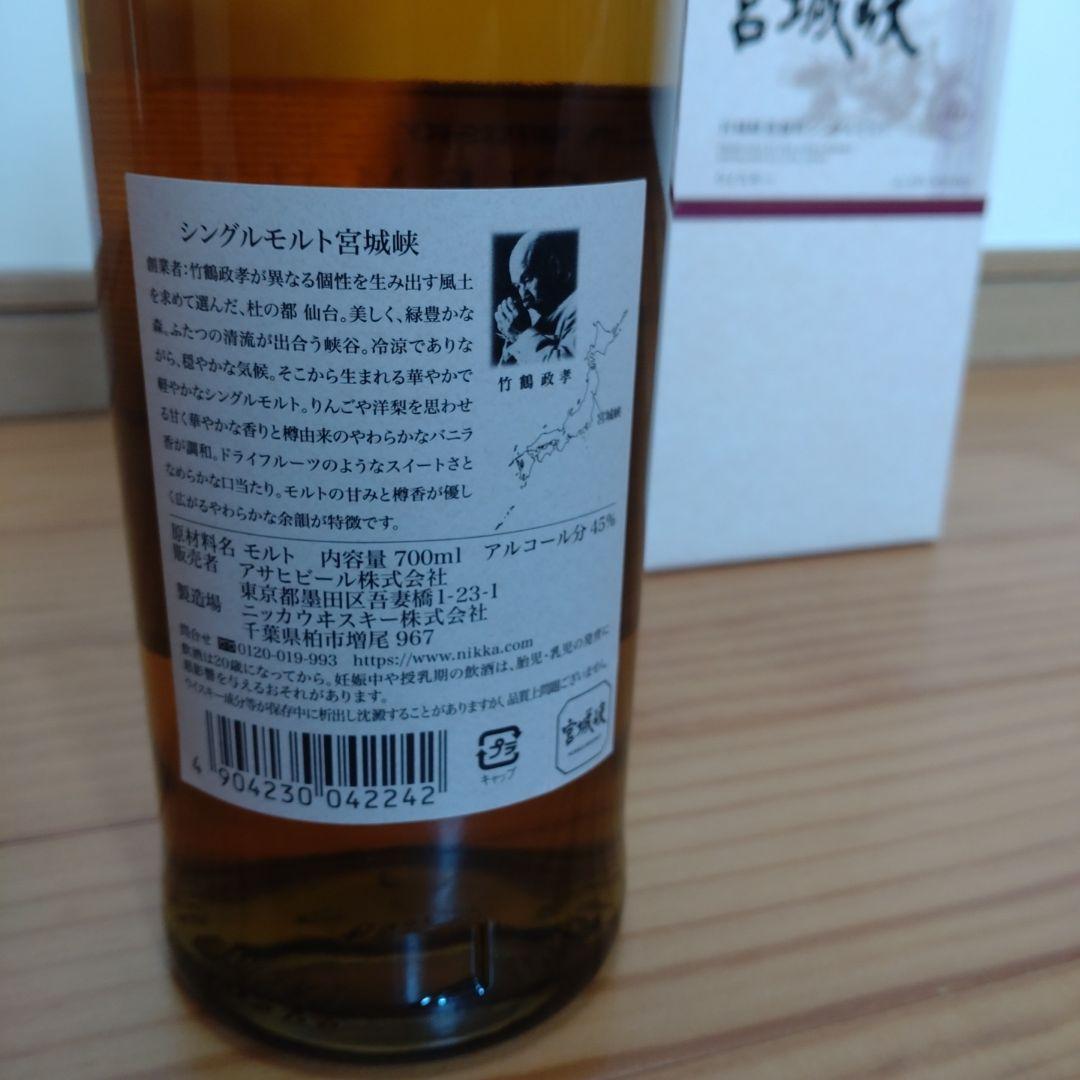 宮城峡
シングルモルト宮城峡
創業者:竹鶴政孝が異なる個性を生み出す風土
を求めて選んだ、杜の都 仙台。美しく、緑豊かな
森。ふたつの清流が出合う峡谷。冷涼でありな
がら、穏やかな気候。そこから生まれる華やかで
軽やかなシングルモルト。りんごや洋梨を思わせ
る甘く華やかな香りと樽由来のやわらかなバニラ
香が調和。ドライフルーツのようなスイートさと
なめらかな口当たり。モルトの甘みと樽香が優し
く広がるやわらかな余韻が特徴です。
竹鶴政孝
宮城峡
原材料名 モルト 内容量 700ml アルコール分 45%
販売者 アサヒビール株式会社
東京都墨田区吾妻橋1-23-1
製造場 ニッカウヰスキー株式会社
千葉県柏市増尾 967
問合せ 0120-019-993 https://www.nikka.com
飲酒は20歳になってから。妊娠中や授乳期の飲酒は、胎児・乳児の発育に
悪影響を与えるおそれがあります。
ウイスキー成分等が保存中に析出し沈澱することがありますが、品質上問題ございません。
4 904230 042242
プラ
キャップ
宮城峡